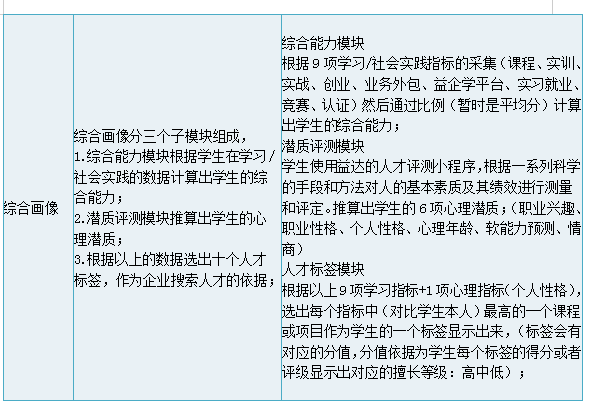 综合画像
综合画像分三个子模块组成，
1.综合能力模块根据学生在学习/
社会实践的数据计算出学生的综
合能力；
2.潜质评测模块推算出学生的心
理潜质；
3.根据以上的数据选出十个人才
标签，作为企业搜索人才的依据；
综合能力模块
根据9项学习/社会实践指标的采集（课程、实训、
实战、创业、业务外包、益企学平台、实习就业、
竞赛、认证）然后通过比例（暂时是平均分）计算
出学生的综合能力；
潜质评测模块
学生使用益达的人才评测小程序，根据一系列科学
的手段和方法对人的基本素质及其绩效进行测量
和评定。推算出学生的6项心理潜质；（职业兴趣、
职业性格、个人性格、心理年龄、软能力预测、情
商）
人才标签模块
根据以上9项学习指标+1项心理指标（个人性格），
选出每个指标中（对比学生本人）最高的一个课程
或项目作为学生的一个标签显示出来，（标签会有
对应的分值，分值依据为学生每个标签的得分或者
评级显示出对应的擅长等级：高中低）；